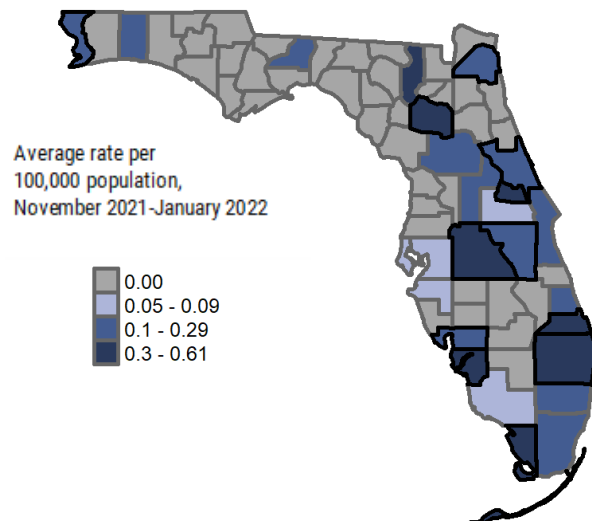 Average rate per
100,000 population,
November 2021-January 2022
0.00
0.05 - 0.09
0.1 - 0.29
0.3 - 0.61